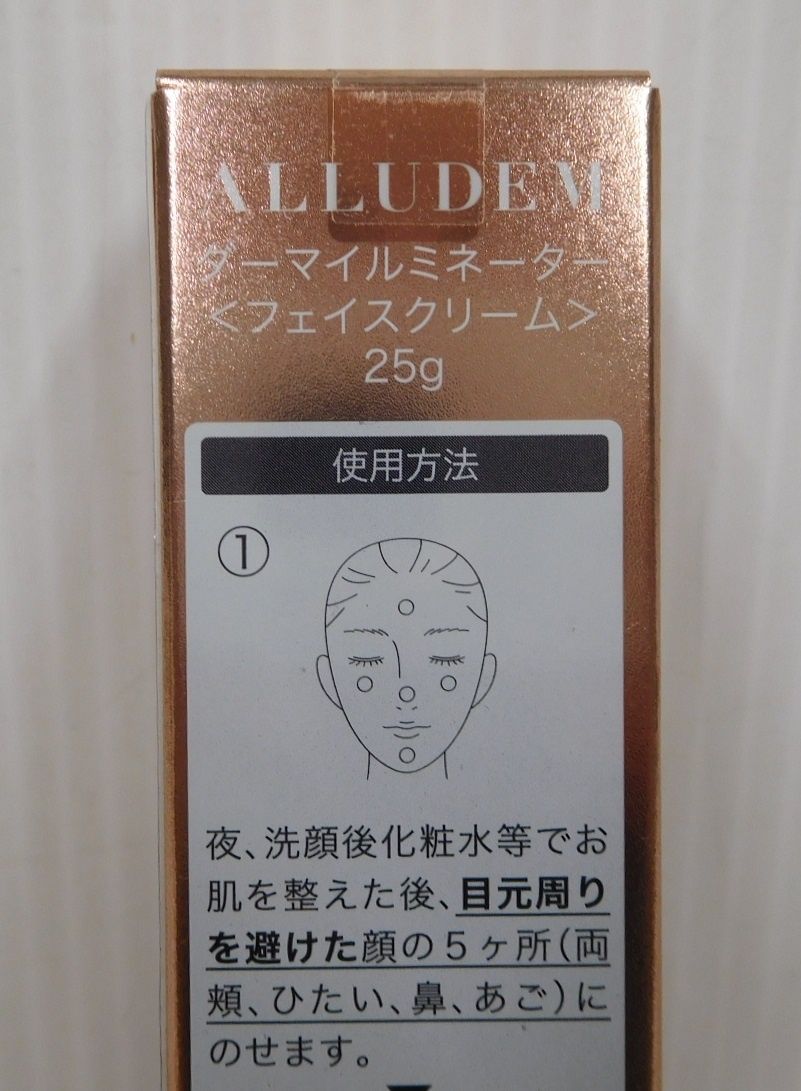 ALLUDEM
ダーマイルミネーター
＜フェイスクリーム＞
25g
使用方法
①
夜、洗顔後化粧水等でお
肌を整えた後、目元周り
を避けた顔の5ヶ所(両
頬、ひたい、鼻、あご)に
のせます。